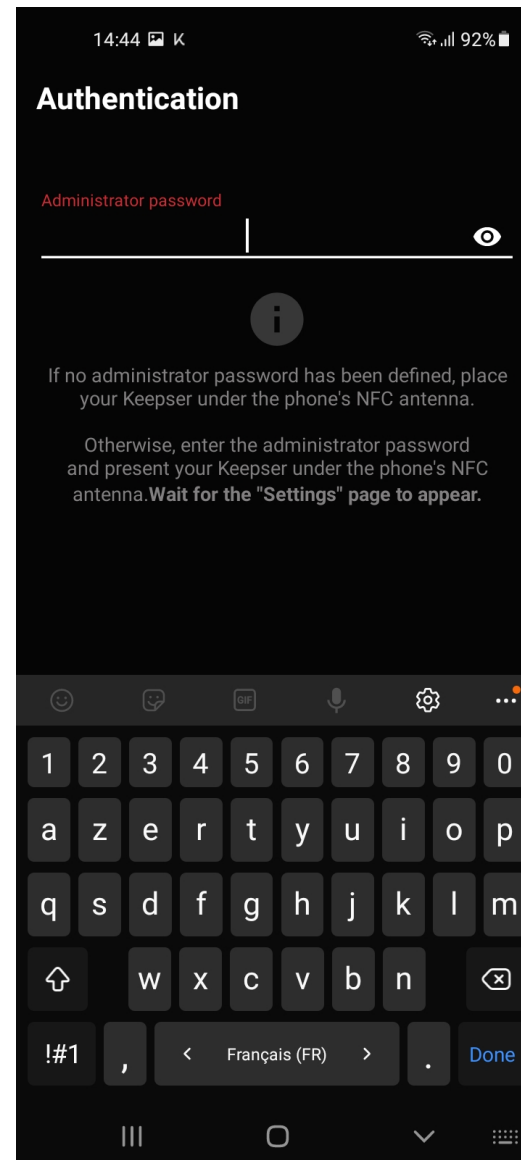 14:44 K 92%
Authentication
Administrator password
If no administrator password has been defined, place
your Keepser under the phone's NFC antenna.
Otherwise, enter the administrator password
and present your Keepser under the phone's NFC
antenna.Wait for the "Settings" page to appear.
GIF
1 2 3 4 5 6 7 8 9 0
a z e r t y u i o p
q s d f g h j k l m
w x c v b n
!#1 , < Français (FR) > . Done